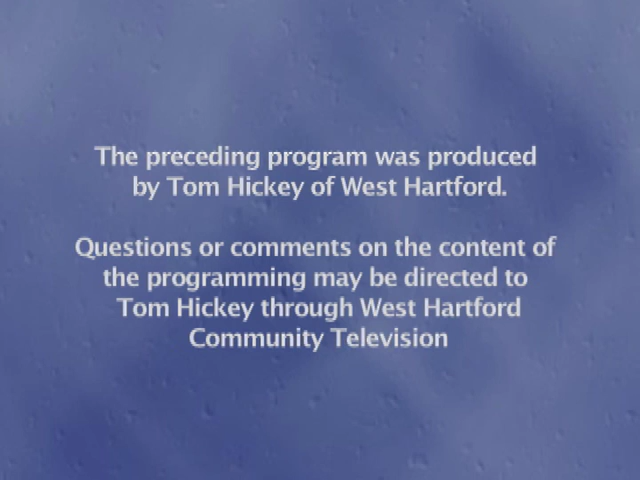 The preceding program was produced
by Tom Hickey of West Hartford.
Questions or comments on the content of
the programming may be directed to
Tom Hickey through West Hartford
Community Television